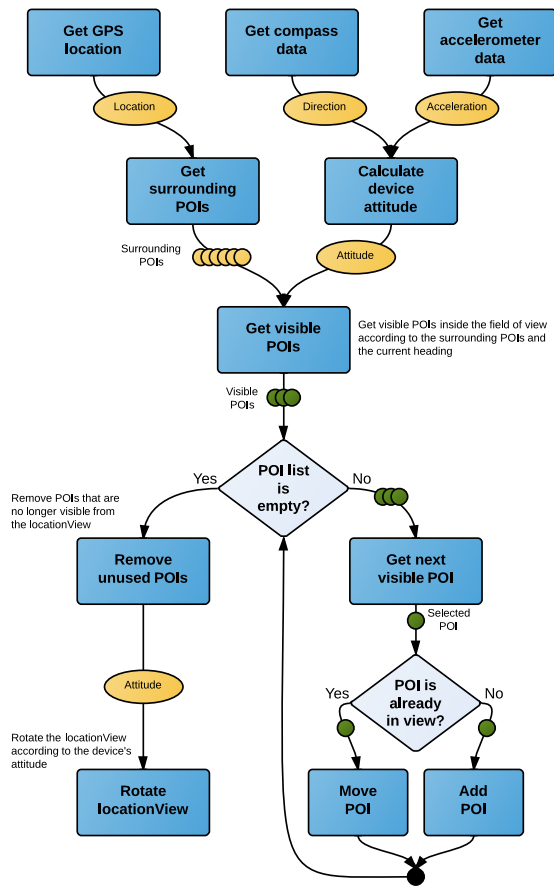 Get GPS
location
Get compass
data
Get
accelerometer
data
Location
Direction
Acceleration
Get
surrounding
POIs
Calculate
device
attitude
Surrounding
POIs
Attitude
Get visible
POIs
Get visible POIs inside the field of view
according to the surrounding POIs and
the current heading
Visible
POIs
Yes
POI list
is
empty?
No
Remove POIs that are
no longer visible from
the locationView
Remove
unused POIs
Get next
visible POI
Selected
POI
Attitude
Yes
POI is
already
in view?
No
Rotate the locationView
according to the device's
attitude
Rotate
locationView
Move
POI
Add
POI